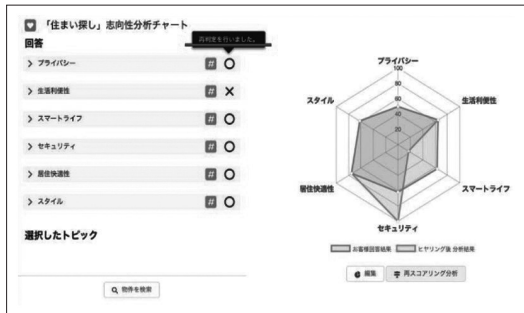 「住まい探し」志向性分析チャート
回答
再判定を行いました。
プライバシー # ○
生活利便性 # ×
スマートライフ # ○
セキュリティ # ○
居住快適性 # ○
スタイル # ○
選択したトピック
物件を検索
プライバシー
100
80
60
40
20
生活利便性
スマートライフ
セキュリティ
居住快適性
スタイル
お客様回答結果 ヒヤリング後 分析結果
編集 再スコアリング分析